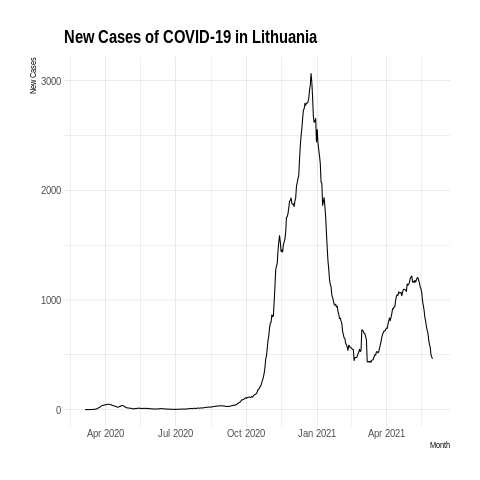 New Cases of COVID-19 in Lithuania
New Cases
3000
2000
1000
0
Apr 2020 Jul 2020 Oct 2020 Jan 2021 Apr 2021
Month